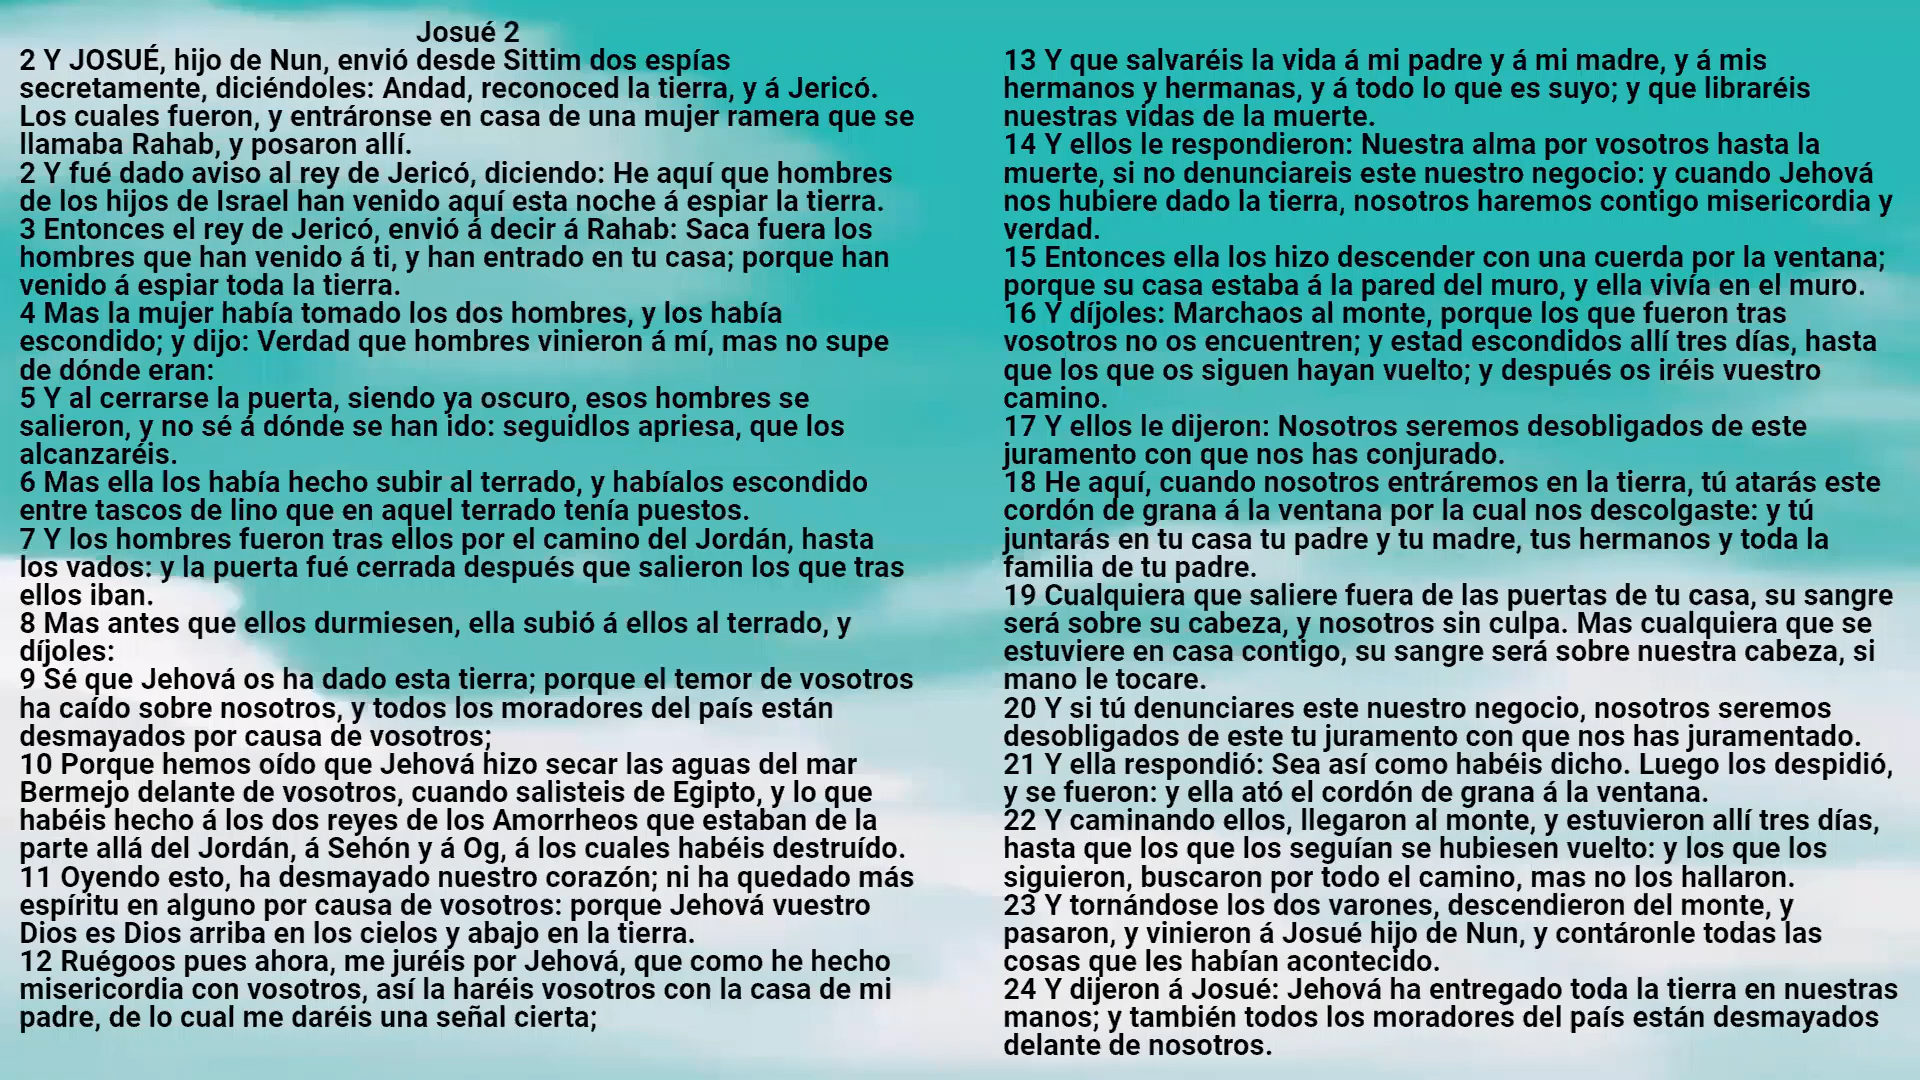 Josué 2
2 Y JOSUÉ, hijo de Nun, envió desde Sittim dos espías
secretamente, diciéndoles: Andad, reconoced la tierra, y á Jericó.
Los cuales fueron, y entráronse en casa de una mujer ramera que se
llamaba Rahab, y posaron allí.
2 Y fué dado aviso al rey de Jericó, diciendo: He aquí que hombres
de los hijos de Israel han venido aquí esta noche á espiar la tierra.
3 Entonces el rey de Jericó, envió á decir á Rahab: Saca fuera los
hombres que han venido á ti, y han entrado en tu casa; porque han
venido á espiar toda la tierra.
4 Mas la mujer había tomado los dos hombres, y los había
escondido; y dijo: Verdad que hombres vinieron á mí, mas no supe
de dónde eran:
5 Y al cerrarse la puerta, siendo ya oscuro, esos hombres se
salieron, y no sé á dónde se han ido: seguidlos apriesa, que los
alcanzaréis.
6 Mas ella los había hecho subir al terrado, y habíalos escondido
entre tascos de lino que en aquel terrado tenía puestos.
7 Y los hombres fueron tras ellos por el camino del Jordán, hasta
los vados: y la puerta fué cerrada después que salieron los que tras
ellos iban.
8 Mas antes que ellos durmiesen, ella subió á ellos al terrado, y
díjoles:
9 Sé que Jehová os ha dado esta tierra; porque el temor de vosotros
ha caído sobre nosotros, y todos los moradores del país están
desmayados por causa de vosotros;
10 Porque hemos oído que Jehová hizo secar las aguas del mar
Bermejo delante de vosotros, cuando salisteis de Egipto, y lo que
habéis hecho á los dos reyes de los Amorrheos que estaban de la
parte allá del Jordán, á Sehón y á Og, á los cuales habéis destruído.
11 Oyendo esto, ha desmayado nuestro corazón; ni ha quedado más
espíritu en alguno por causa de vosotros: porque Jehová vuestro
Dios es Dios arriba en los cielos y abajo en la tierra.
12 Ruégoos pues ahora, me juréis por Jehová, que como he hecho
misericordia con vosotros, así la haréis vosotros con la casa de mi
padre, de lo cual me daréis una señal cierta;
13 Y que salvaréis la vida á mi padre y á mi madre, y á mis
hermanos y hermanas, y á todo lo que es suyo; y que libraréis
nuestras vidas de la muerte.
14 Y ellos le respondieron: Nuestra alma por vosotros hasta la
muerte, si no denunciareis este nuestro negocio: y cuando Jehová
nos hubiere dado la tierra, nosotros haremos contigo misericordia y
verdad.
15 Entonces ella los hizo descender con una cuerda por la ventana;
porque su casa estaba á la pared del muro, y ella vivía en el muro.
16 Y díjoles: Marchaos al monte, porque los que fueron tras
vosotros no os encuentren; y estad escondidos allí tres días, hasta
que los que os siguen hayan vuelto; y después os iréis vuestro
camino.
17 Y ellos le dijeron: Nosotros seremos desobligados de este
juramento con que nos has conjurado.
18 He aquí, cuando nosotros entráremos en la tierra, tú atarás este
cordón de grana á la ventana por la cual nos descolgaste: y tú
juntarás en tu casa tu padre y tu madre, tus hermanos y toda la
familia de tu padre.
19 Cualquiera que saliere fuera de las puertas de tu casa, su sangre
será sobre su cabeza, y nosotros sin culpa. Mas cualquiera que se
estuviere en casa contigo, su sangre será sobre nuestra cabeza, si
mano le tocare.
20 Y si tú denunciares este nuestro negocio, nosotros seremos
desobligados de este tu juramento con que nos has juramentado.
21 Y ella respondió: Sea así como habéis dicho. Luego los despidió,
y se fueron: y ella ató el cordón de grana á la ventana.
22 Y caminando ellos, llegaron al monte, y estuvieron allí tres días,
hasta que los que los seguían se hubiesen vuelto: y los que los
siguieron, buscaron por todo el camino, mas no los hallaron.
23 Y tornándose los dos varones, descendieron del monte, y
pasaron, y vinieron á Josué hijo de Nun, y contáronle todas las
cosas que les habían acontecido.
24 Y dijeron á Josué: Jehová ha entregado toda la tierra en nuestras
manos; y también todos los moradores del país están desmayados
delante de nosotros.